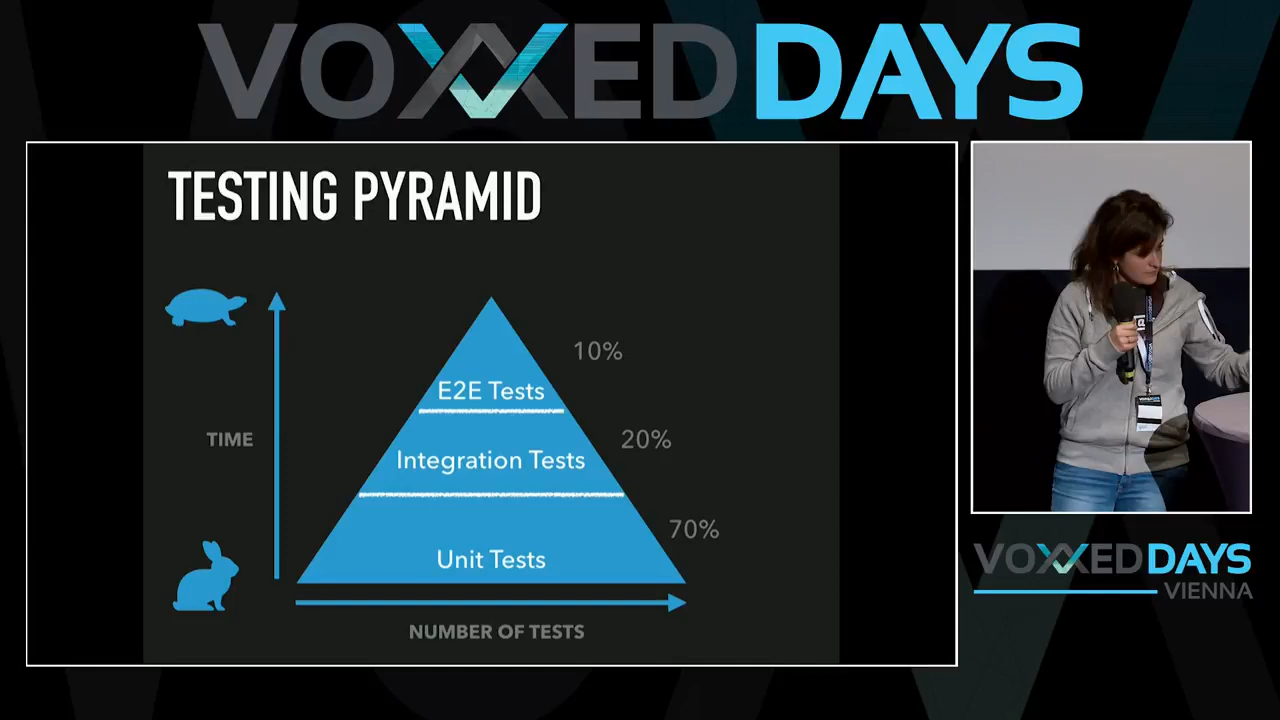 VOXXED DAYS
TESTING PYRAMID
10%
E2E Tests
TIME
20%
Integration Tests
70%
Unit Tests
NUMBER OF TESTS
VOXXED DAYS
VIENNA